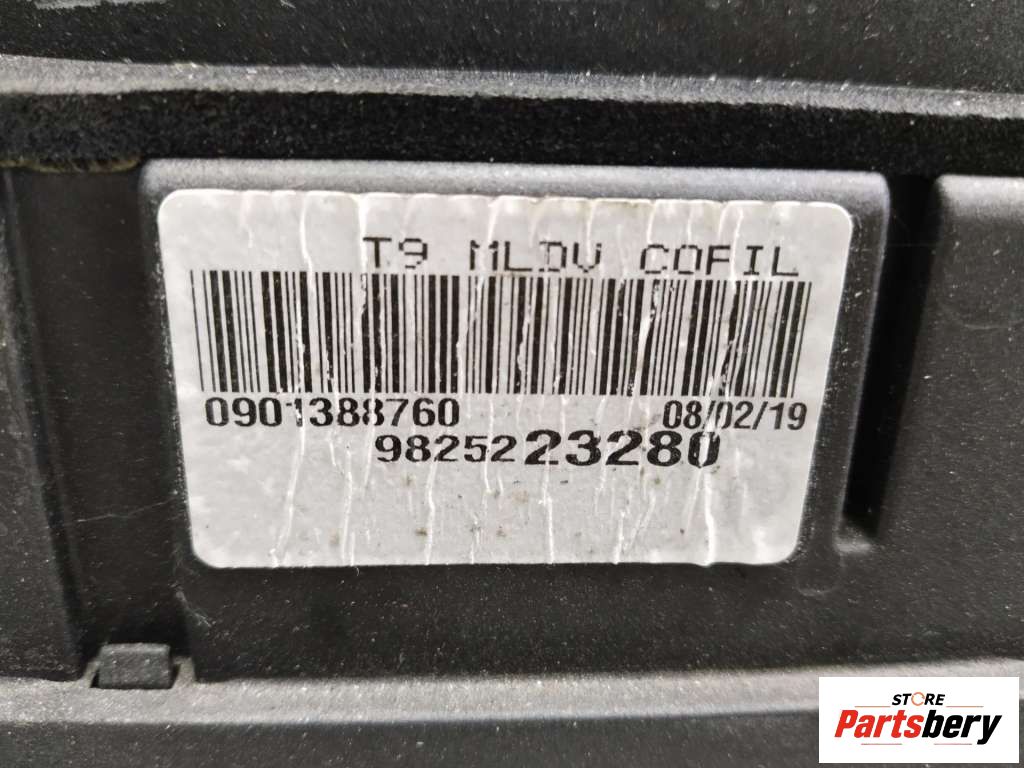 T9 MLDV COFIL
0901388760 08/02/19
9825223280
STORE
Partsbery